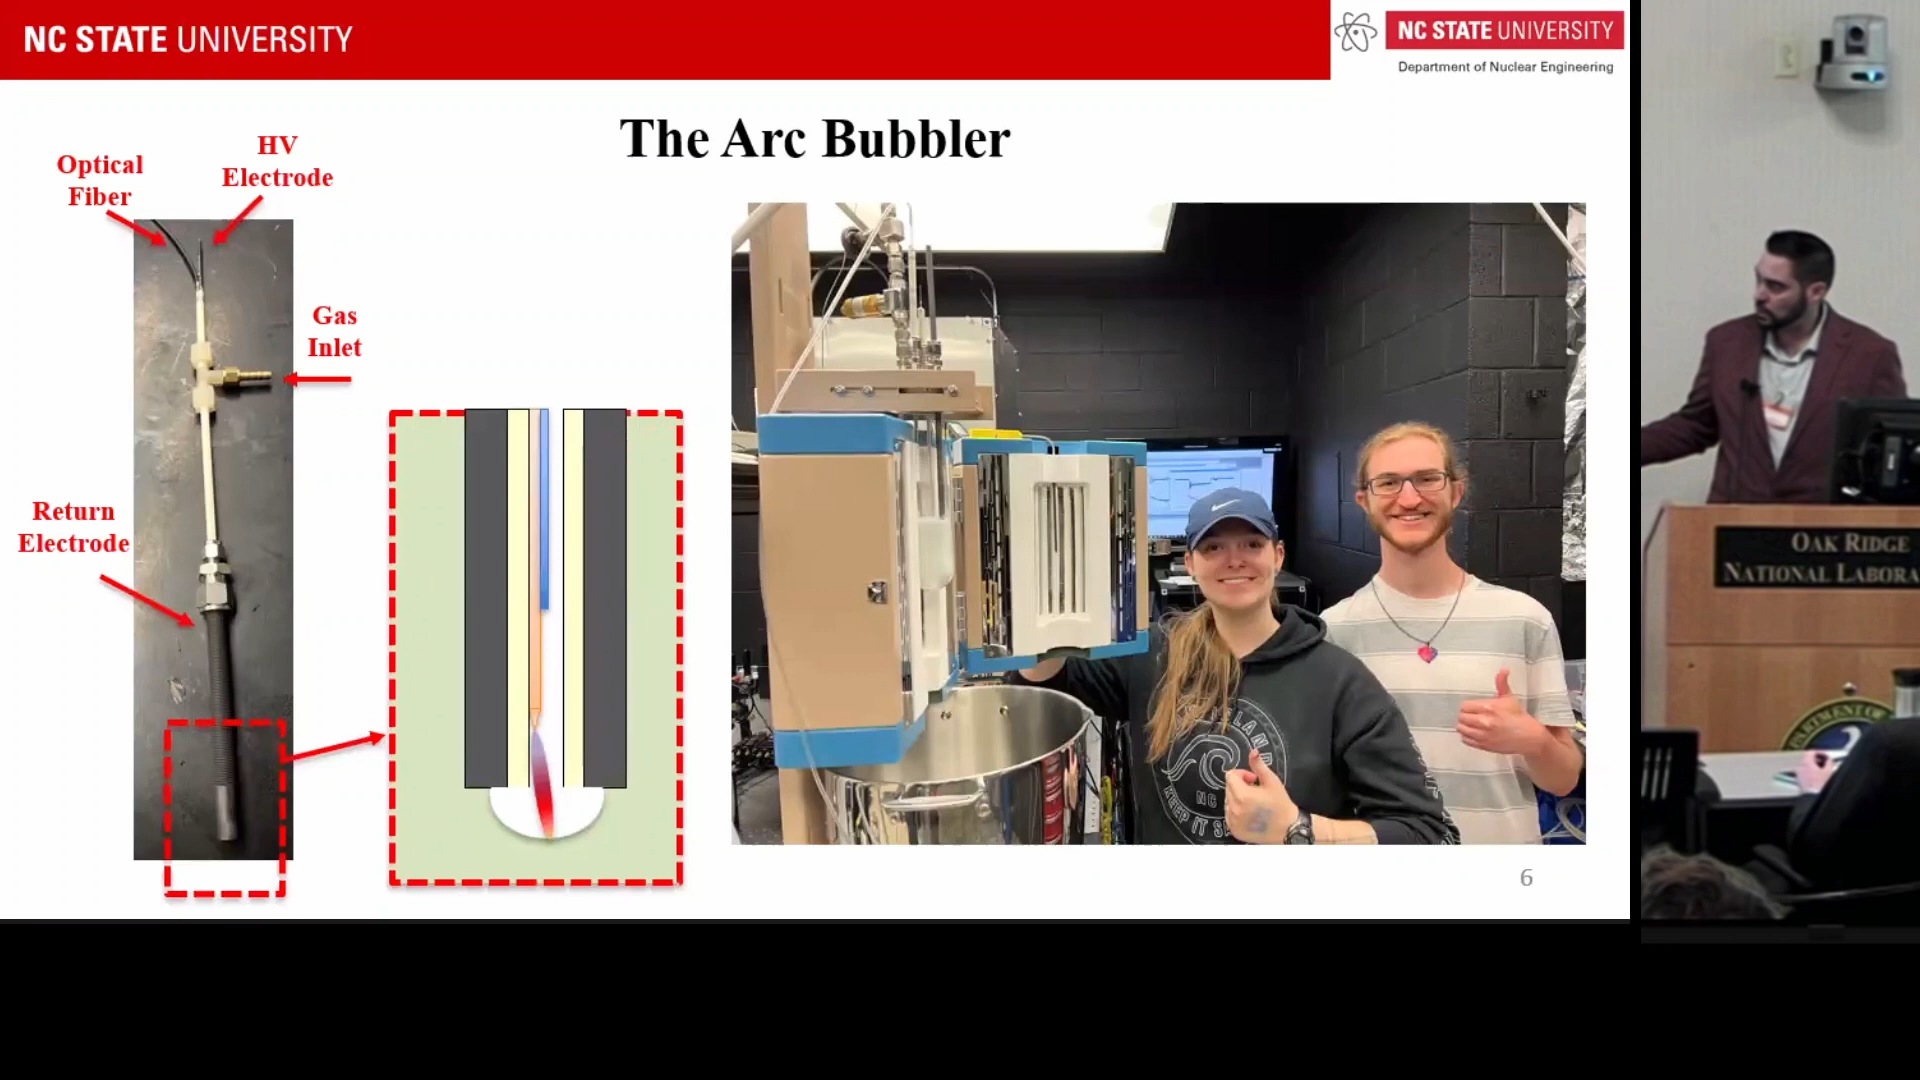 NC STATE UNIVERSITY
NC STATE UNIVERSITY
Department of Nuclear Engineering
The Arc Bubbler
Optical
Fiber
HV
Electrode
Gas
Inlet
Return
Electrode
6
OAK RIDGE
NATIONAL LABORA
NC